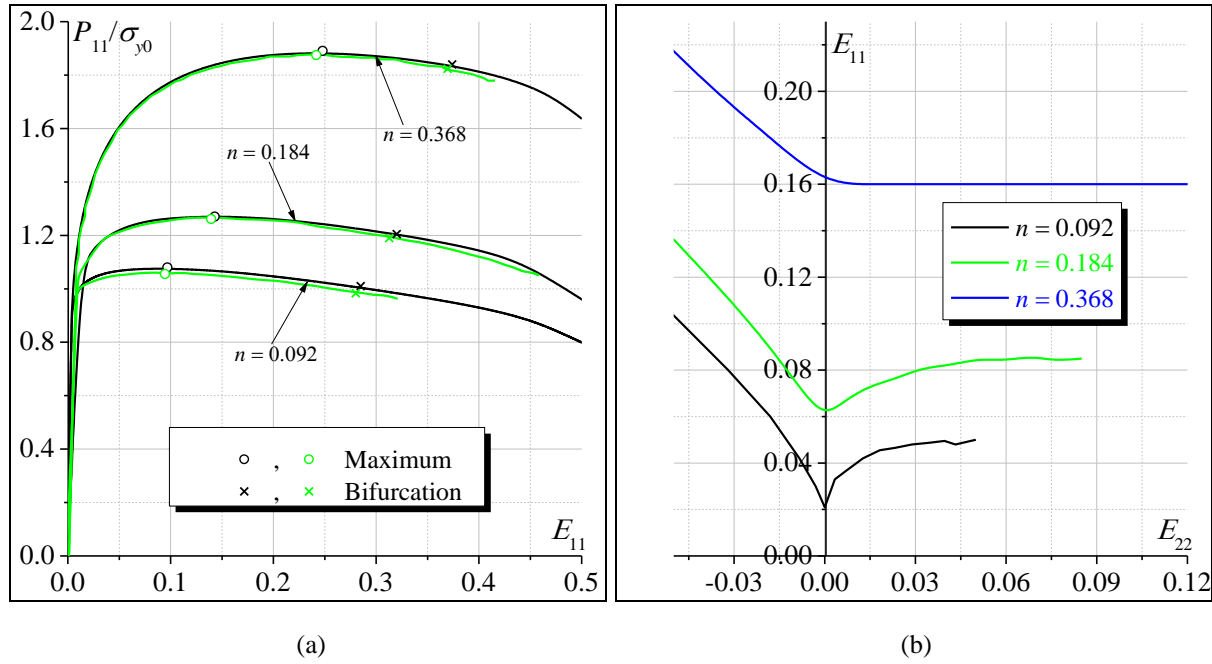 P₁₁/σ_y0
2.0
1.6
1.2
0.8
0.4
0.0
n = 0.368
n = 0.184
n = 0.092
o , o Maximum
× , × Bifurcation
E₁₁
0.0 0.1 0.2 0.3 0.4 0.5
(a)
E₁₁
0.20
0.16
0.12
0.08
0.04
0.00
n = 0.092
n = 0.184
n = 0.368
E₂₂
-0.03 0.00 0.03 0.06 0.09 0.12
(b)